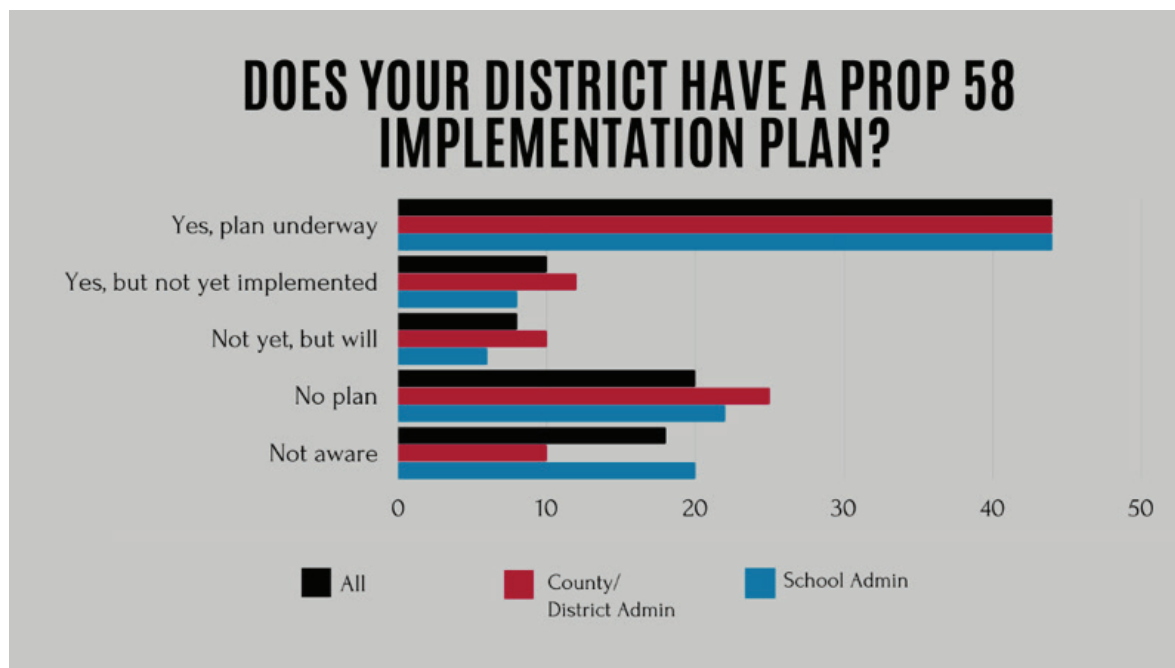 DOES YOUR DISTRICT HAVE A PROP 58
IMPLEMENTATION PLAN?
Yes, plan underway
Yes, but not yet implemented
Not yet, but will
No plan
Not aware
0 10 20 30 40 50
All
County/
District Admin
School Admin